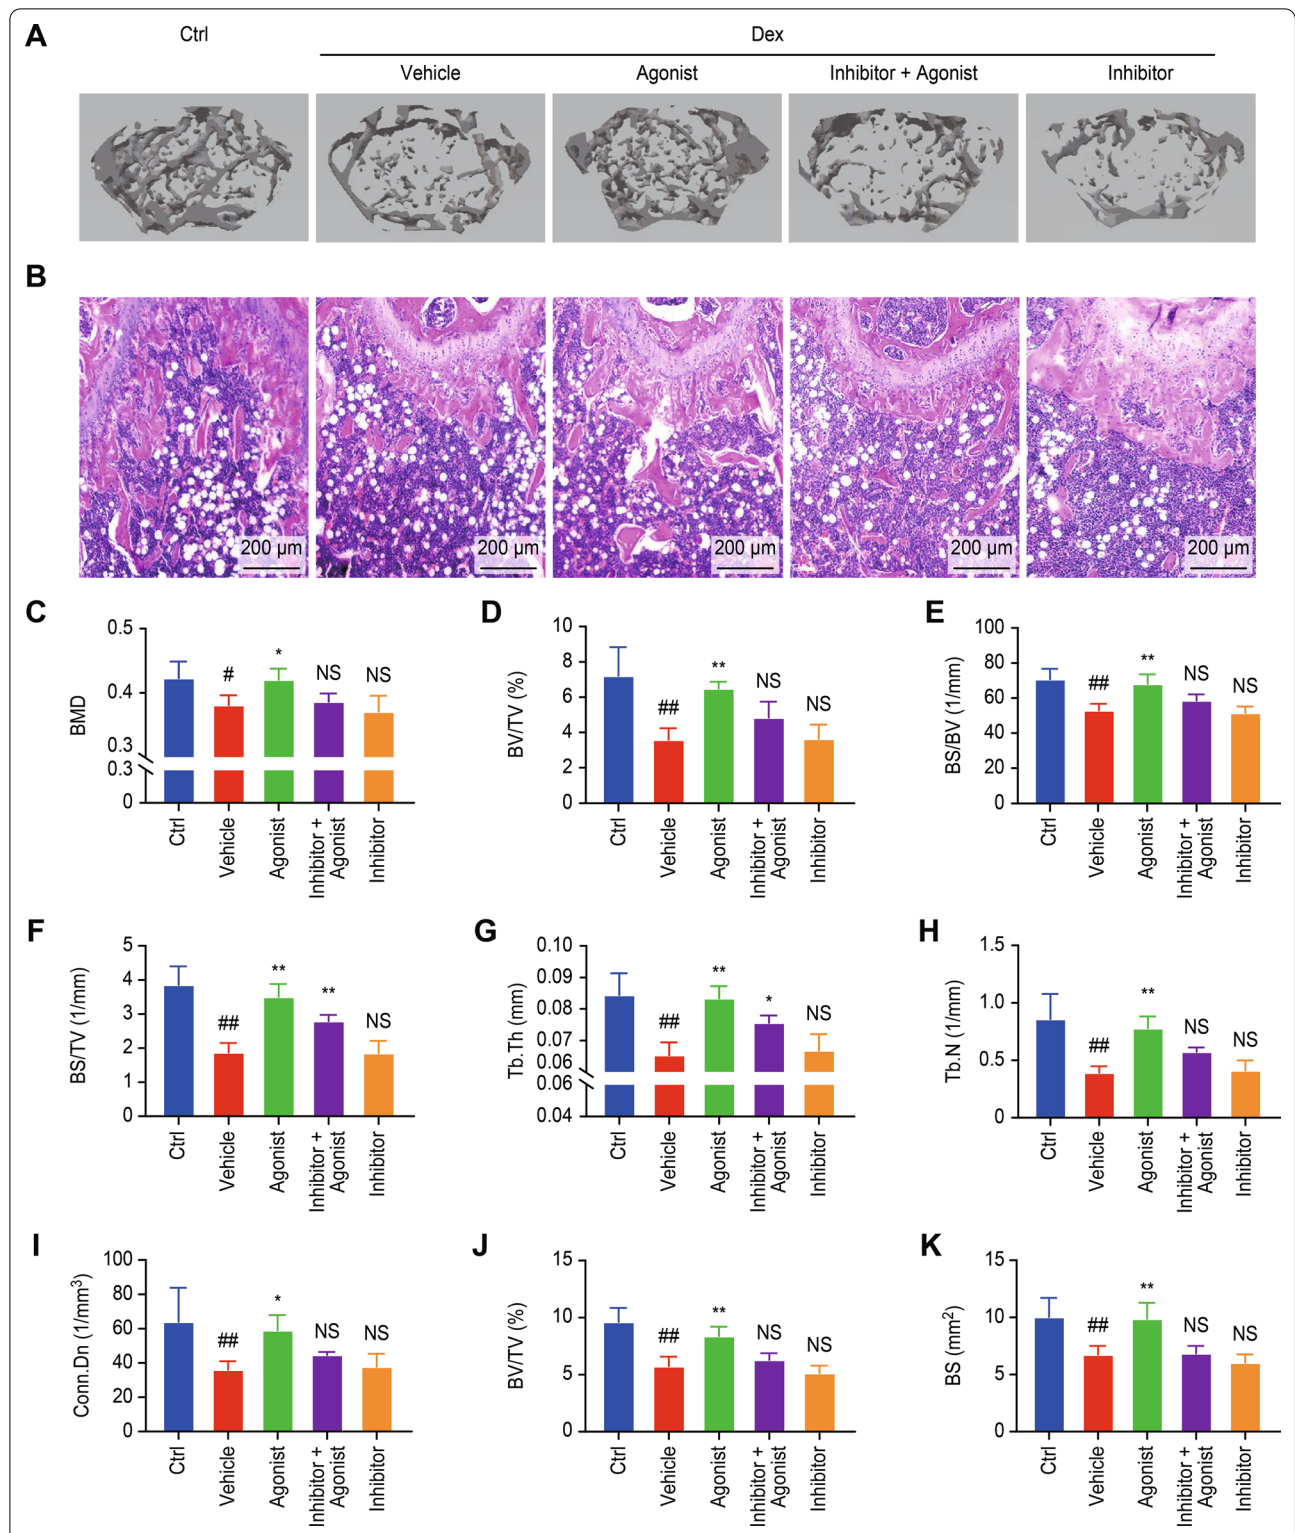 A
Ctrl
Dex
Vehicle
Agonist
Inhibitor + Agonist
Inhibitor
B
200 µm
200 µm
200 µm
200 µm
200 µm
C
BMD
0.5
0.4
0.3
0.3
0
#
*
NS
NS
Ctrl
Vehicle
Agonist
Inhibitor +
Agonist
Inhibitor
D
BV/TV (%)
10
8
6
4
2
0
##
**
NS
NS
Ctrl
Vehicle
Agonist
Inhibitor +
Agonist
Inhibitor
E
BS/BV (1/mm)
100
80
60
40
20
0
##
**
NS
NS
Ctrl
Vehicle
Agonist
Inhibitor +
Agonist
Inhibitor
F
BS/TV (1/mm)
5
4
3
2
1
0
##
**
**
NS
Ctrl
Vehicle
Agonist
Inhibitor +
Agonist
Inhibitor
G
Tb.Th (mm)
0.10
0.09
0.08
0.07
0.06
0.06
0.04
##
**
*
NS
Ctrl
Vehicle
Agonist
Inhibitor +
Agonist
Inhibitor
H
Tb.N (1/mm)
1.5
1.0
0.5
0
##
**
NS
NS
Ctrl
Vehicle
Agonist
Inhibitor +
Agonist
Inhibitor
I
Conn.Dn (1/mm³)
100
80
60
40
20
0
##
*
NS
NS
Ctrl
Vehicle
Agonist
Inhibitor +
Agonist
Inhibitor
J
BV/TV (%)
15
10
5
0
##
**
NS
NS
Ctrl
Vehicle
Agonist
Inhibitor +
Agonist
Inhibitor
K
BS (mm²)
15
10
5
0
##
**
NS
NS
Ctrl
Vehicle
Agonist
Inhibitor +
Agonist
Inhibitor